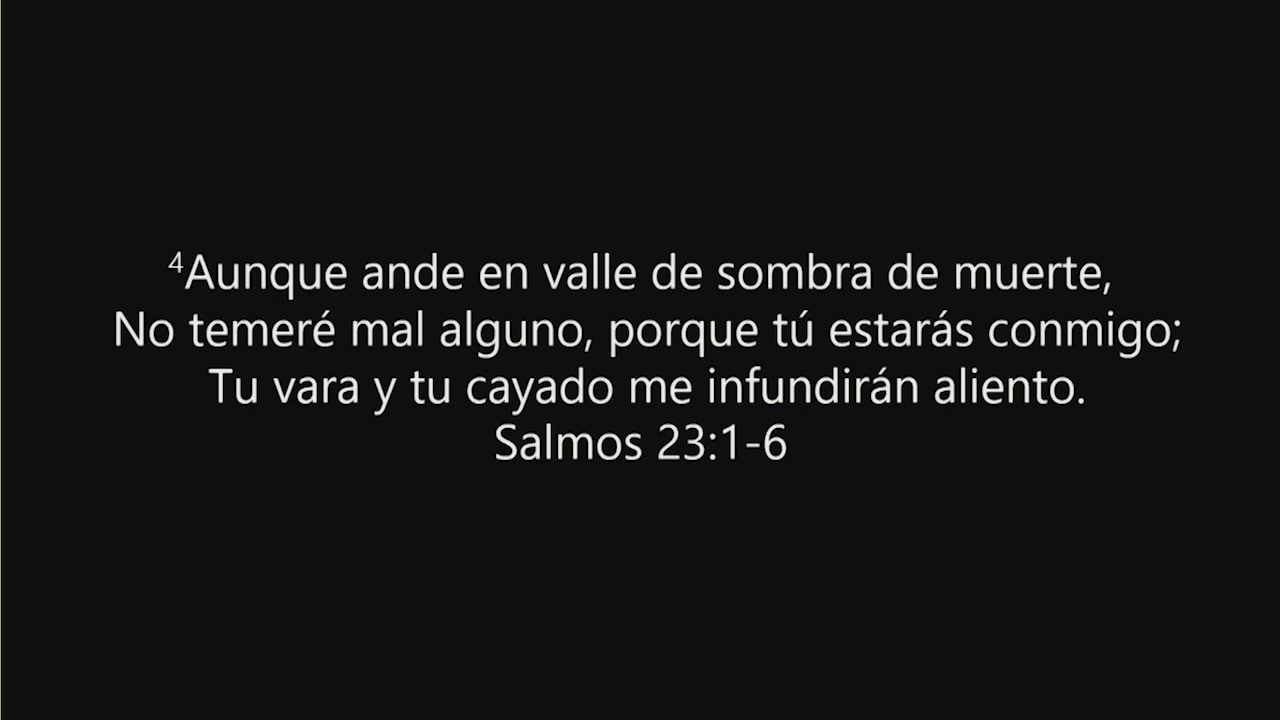 ⁴Aunque ande en valle de sombra de muerte,
No temeré mal alguno, porque tú estarás conmigo;
Tu vara y tu cayado me infundirán aliento.
Salmos 23:1-6